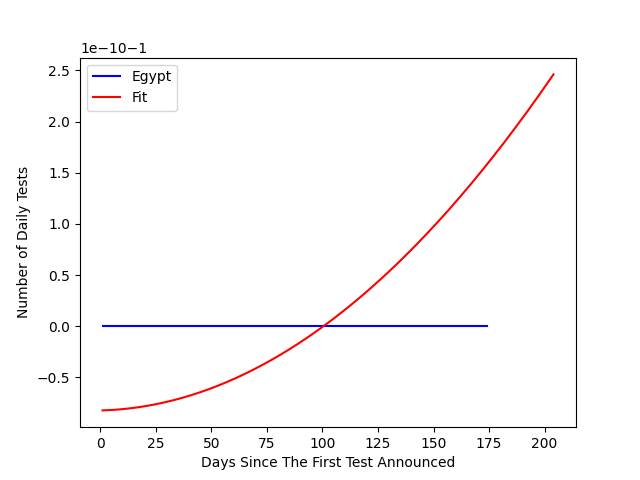 1e−10−1
Egypt
Fit
2.5
2.0
1.5
1.0
0.5
0.0
−0.5
Number of Daily Tests
0 25 50 75 100 125 150 175 200
Days Since The First Test Announced